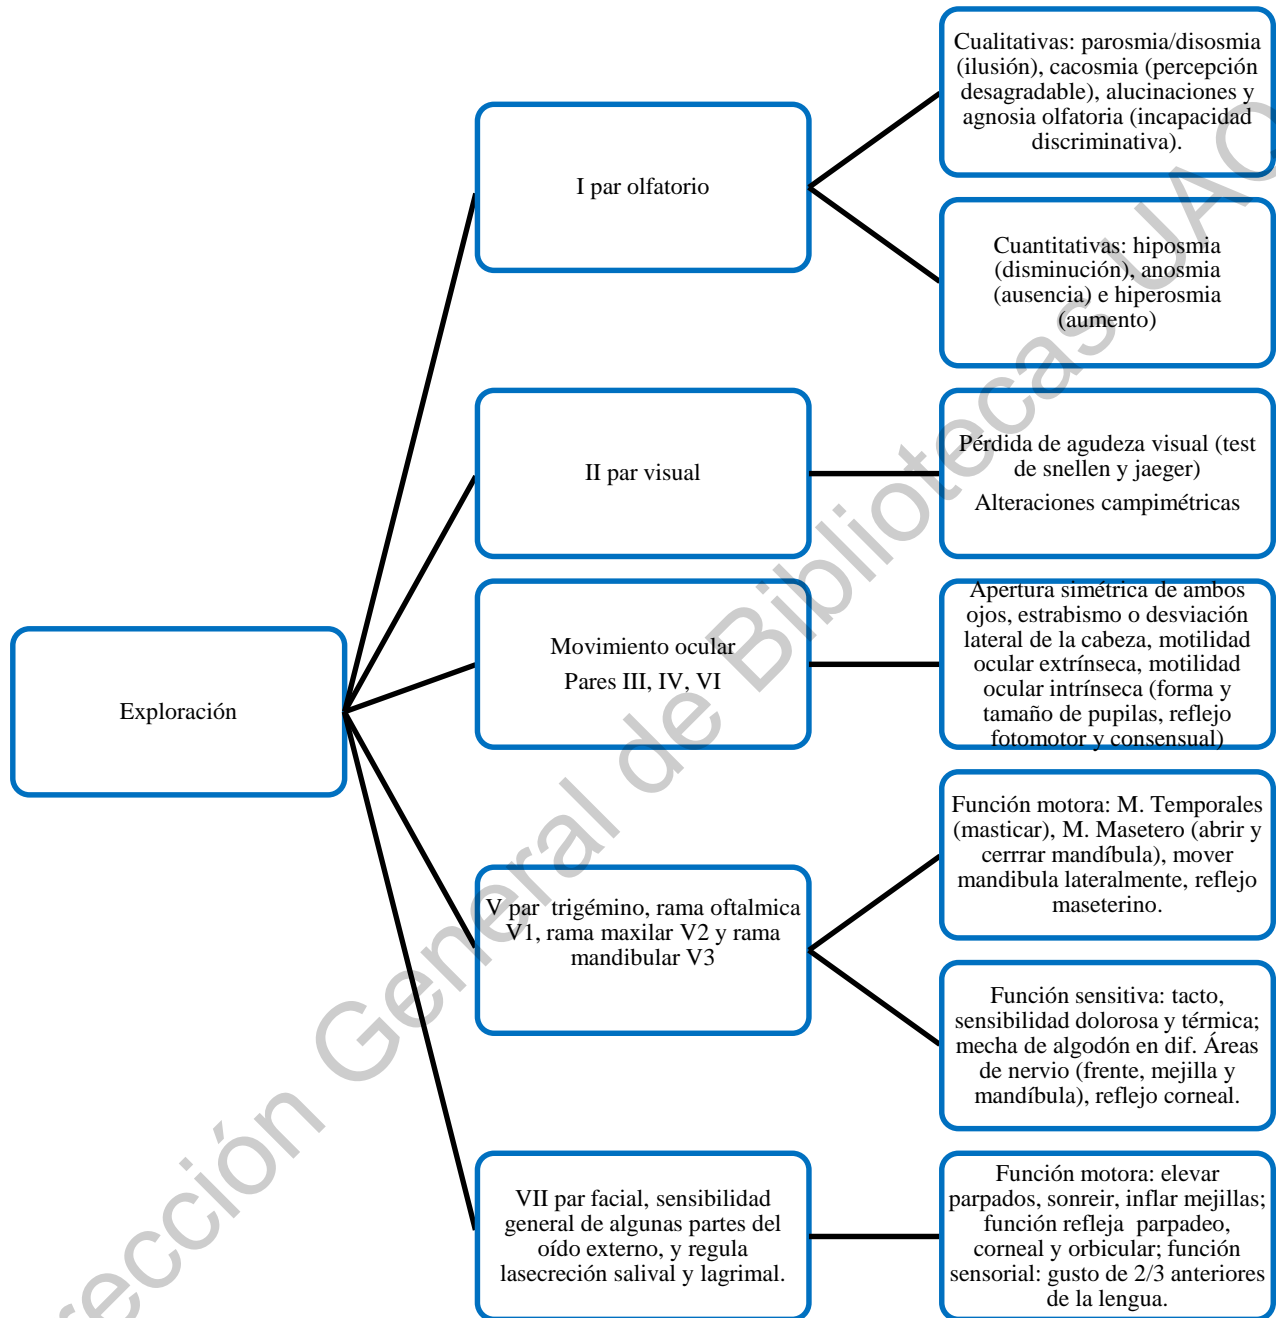 Exploración
I par olfatorio
Cualitativas: parosmia/disosmia
(ilusión), cacosmia (percepción
desagradable), alucinaciones y
agnosia olfatoria (incapacidad
discriminativa).
Cuantitativas: hiposmia
(disminución), anosmia
(ausencia) e hiperosmia
(aumento)
II par visual
Pérdida de agudeza visual (test
de snellen y jaeger)
Alteraciones campimétricas
Movimiento ocular
Pares III, IV, VI
Apertura simétrica de ambos
ojos, estrabismo o desviación
lateral de la cabeza, motilidad
ocular extrínseca, motilidad
ocular intrínseca (forma y
tamaño de pupilas, reflejo
fotomotor y consensual)
V par trigémino, rama oftalmica
V1, rama maxilar V2 y rama
mandibular V3
Función motora: M. Temporales
(masticar), M. Masetero (abrir y
cerrrar mandíbula), mover
mandibula lateralmente, reflejo
maseterino.
Función sensitiva: tacto,
sensibilidad dolorosa y térmica;
mecha de algodón en dif. Áreas
de nervio (frente, mejilla y
mandíbula), reflejo corneal.
VII par facial, sensibilidad
general de algunas partes del
oído externo, y regula
lasecreción salival y lagrimal.
Función motora: elevar
parpados, sonreir, inflar mejillas;
función refleja parpadeo,
corneal y orbicular; función
sensorial: gusto de 2/3 anteriores
de la lengua.
rección General de Bibliotecas UAQ